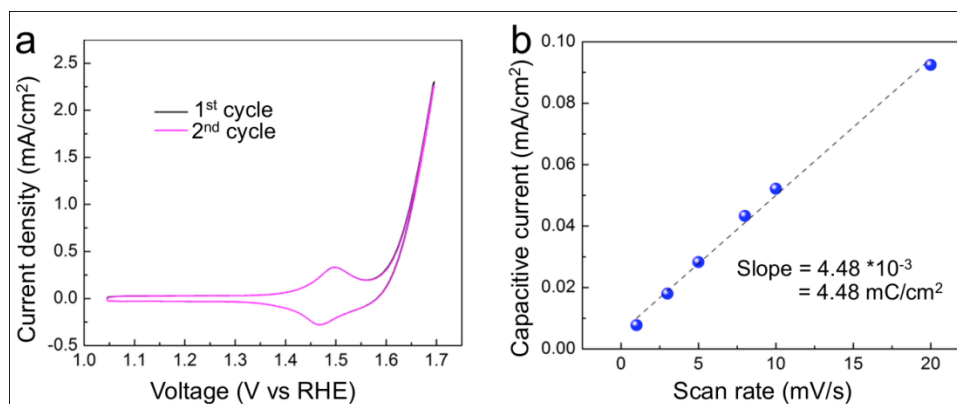 a
Current density (mA/cm²)
2.5
2.0
1.5
1.0
0.5
0.0
-0.5
1st cycle
2nd cycle
1.0 1.1 1.2 1.3 1.4 1.5 1.6 1.7
Voltage (V vs RHE)
b
Capacitive current (mA/cm²)
0.10
0.08
0.06
0.04
0.02
0.00
Slope = 4.48 *10⁻³
= 4.48 mC/cm²
0 5 10 15 20
Scan rate (mV/s)